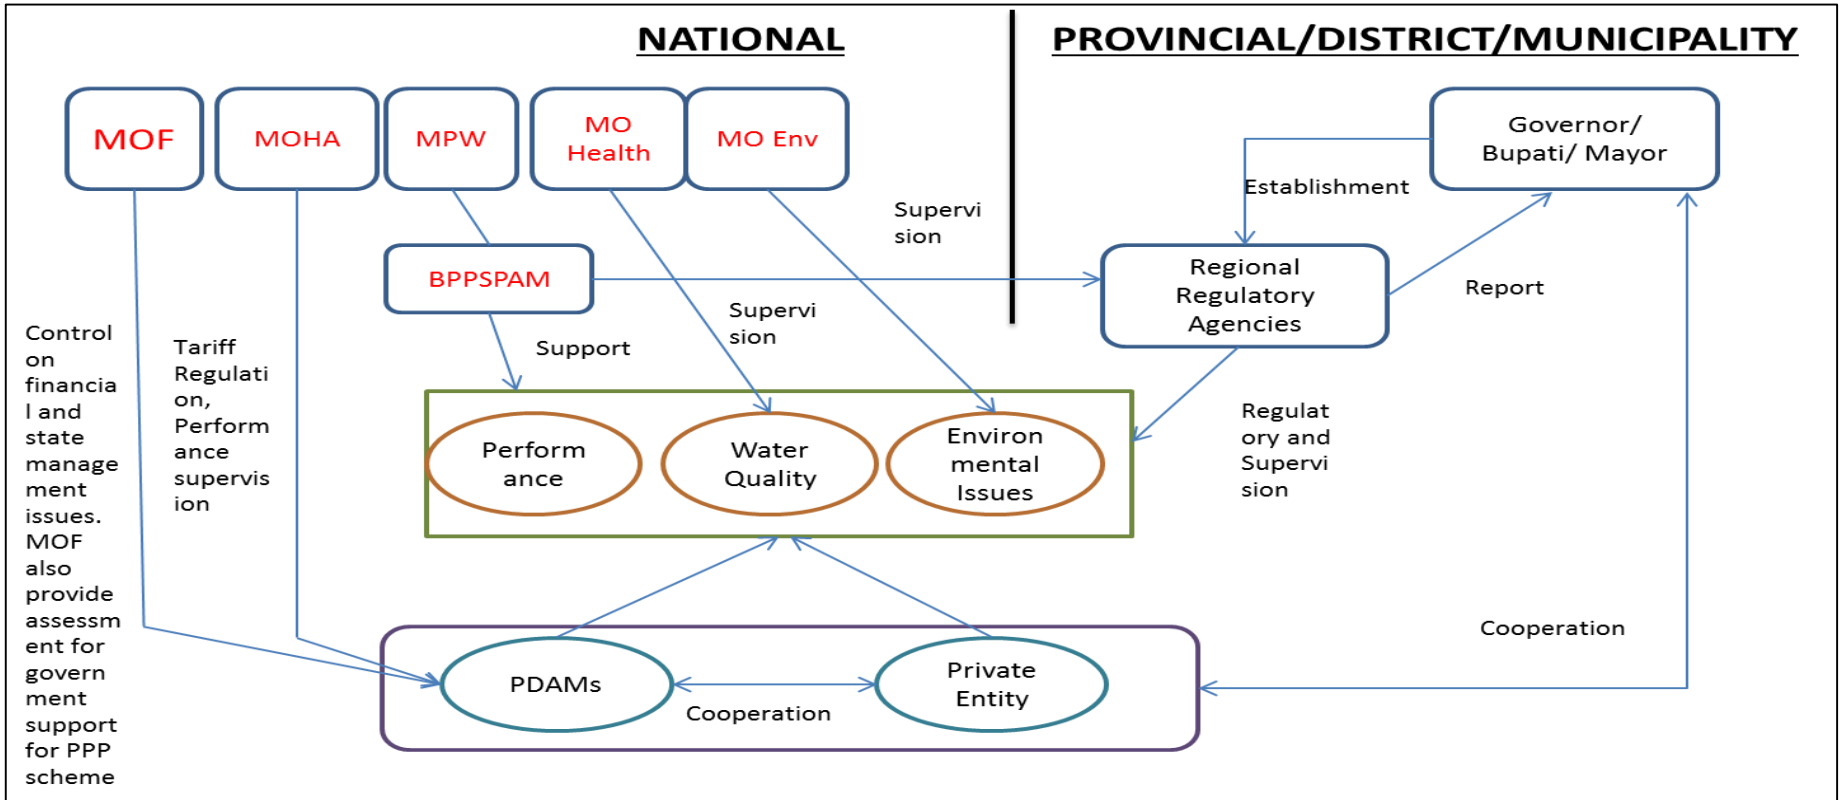 NATIONAL
PROVINCIAL/DISTRICT/MUNICIPALITY
MOF
MOHA
MPW
MO
Health
MO Env
Governor/
Bupati/ Mayor
Establishment
Supervi
sion
BPPSPAM
Regional
Regulatory
Agencies
Report
Supervi
sion
Support
Control
on
financia
l and
state
manage
ment
issues.
MOF
also
provide
assessm
ent for
govern
ment
support
for PPP
scheme
Tariff
Regulati
on,
Perform
ance
supervis
ion
Perform
ance
Water
Quality
Environ
mental
Issues
Regulat
ory and
Supervi
sion
PDAMs
Cooperation
Private
Entity
Cooperation